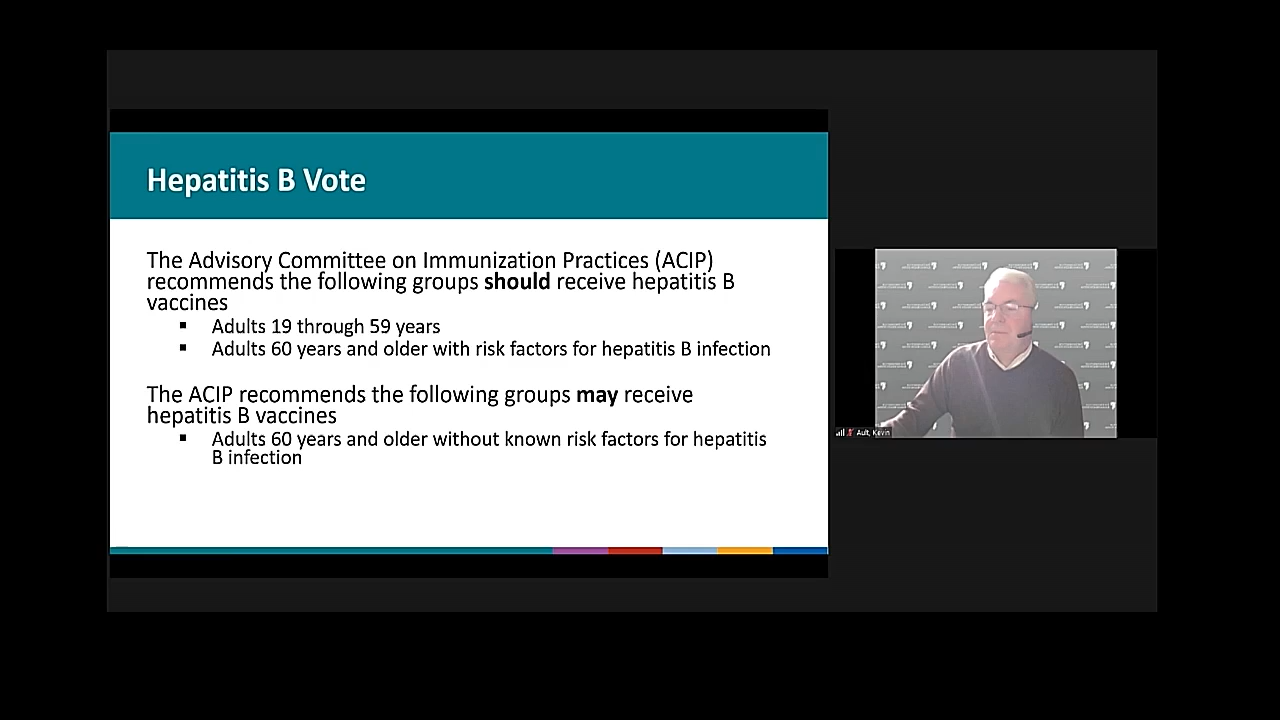 Hepatitis B Vote
The Advisory Committee on Immunization Practices (ACIP)
recommends the following groups should receive hepatitis B
vaccines
▪ Adults 19 through 59 years
▪ Adults 60 years and older with risk factors for hepatitis B infection
The ACIP recommends the following groups may receive
hepatitis B vaccines
▪ Adults 60 years and older without known risk factors for hepatitis
B infection
Ault, Kevin